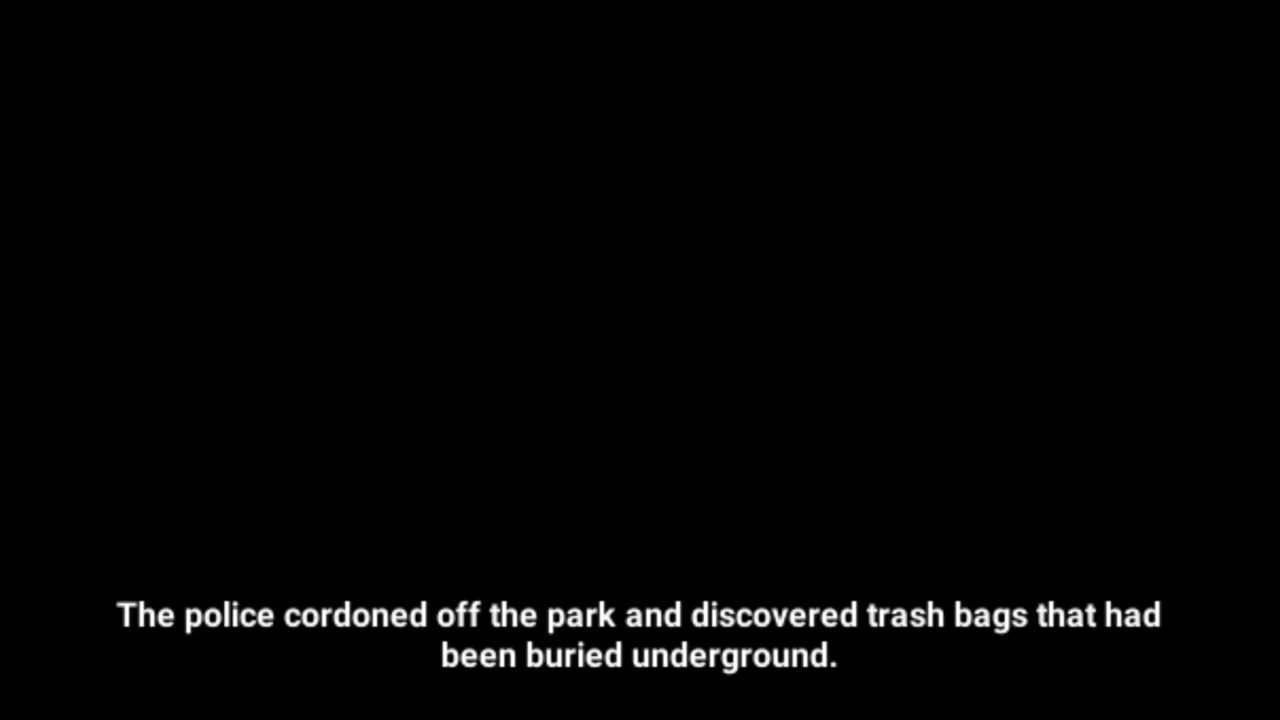 The police cordoned off the park and discovered trash bags that had
been buried underground.